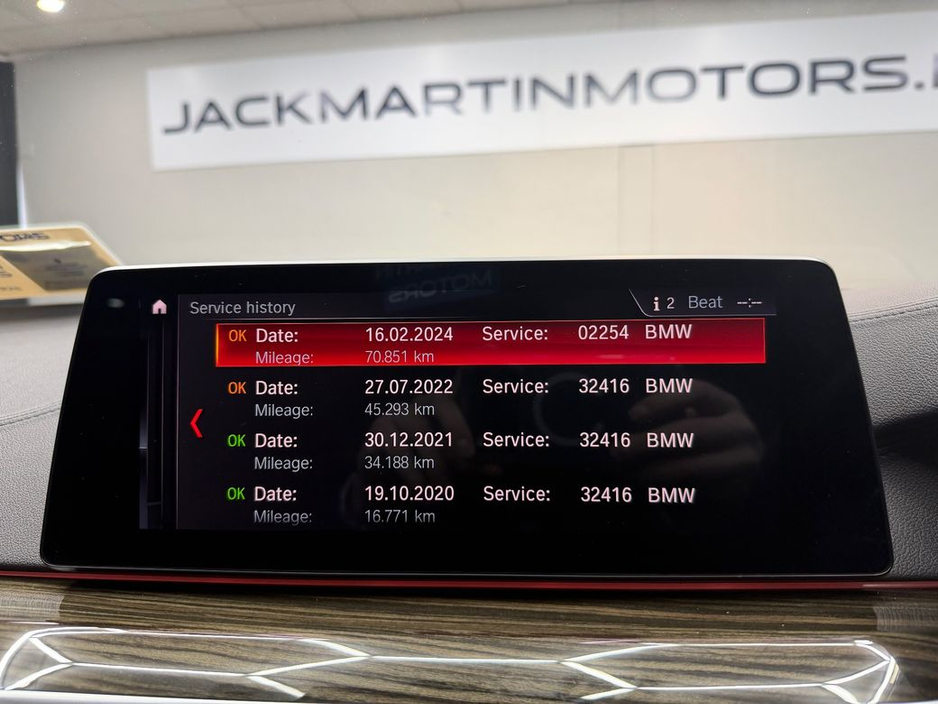 JACKMARTINMOTORS.
Service history
2 Beat --:--
OK Date: 16.02.2024 Service: 02254 BMW
Mileage: 70.851 km
OK Date: 27.07.2022 Service: 32416 BMW
Mileage: 45.293 km
OK Date: 30.12.2021 Service: 32416 BMW
Mileage: 34.188 km
OK Date: 19.10.2020 Service: 32416 BMW
Mileage: 16.771 km